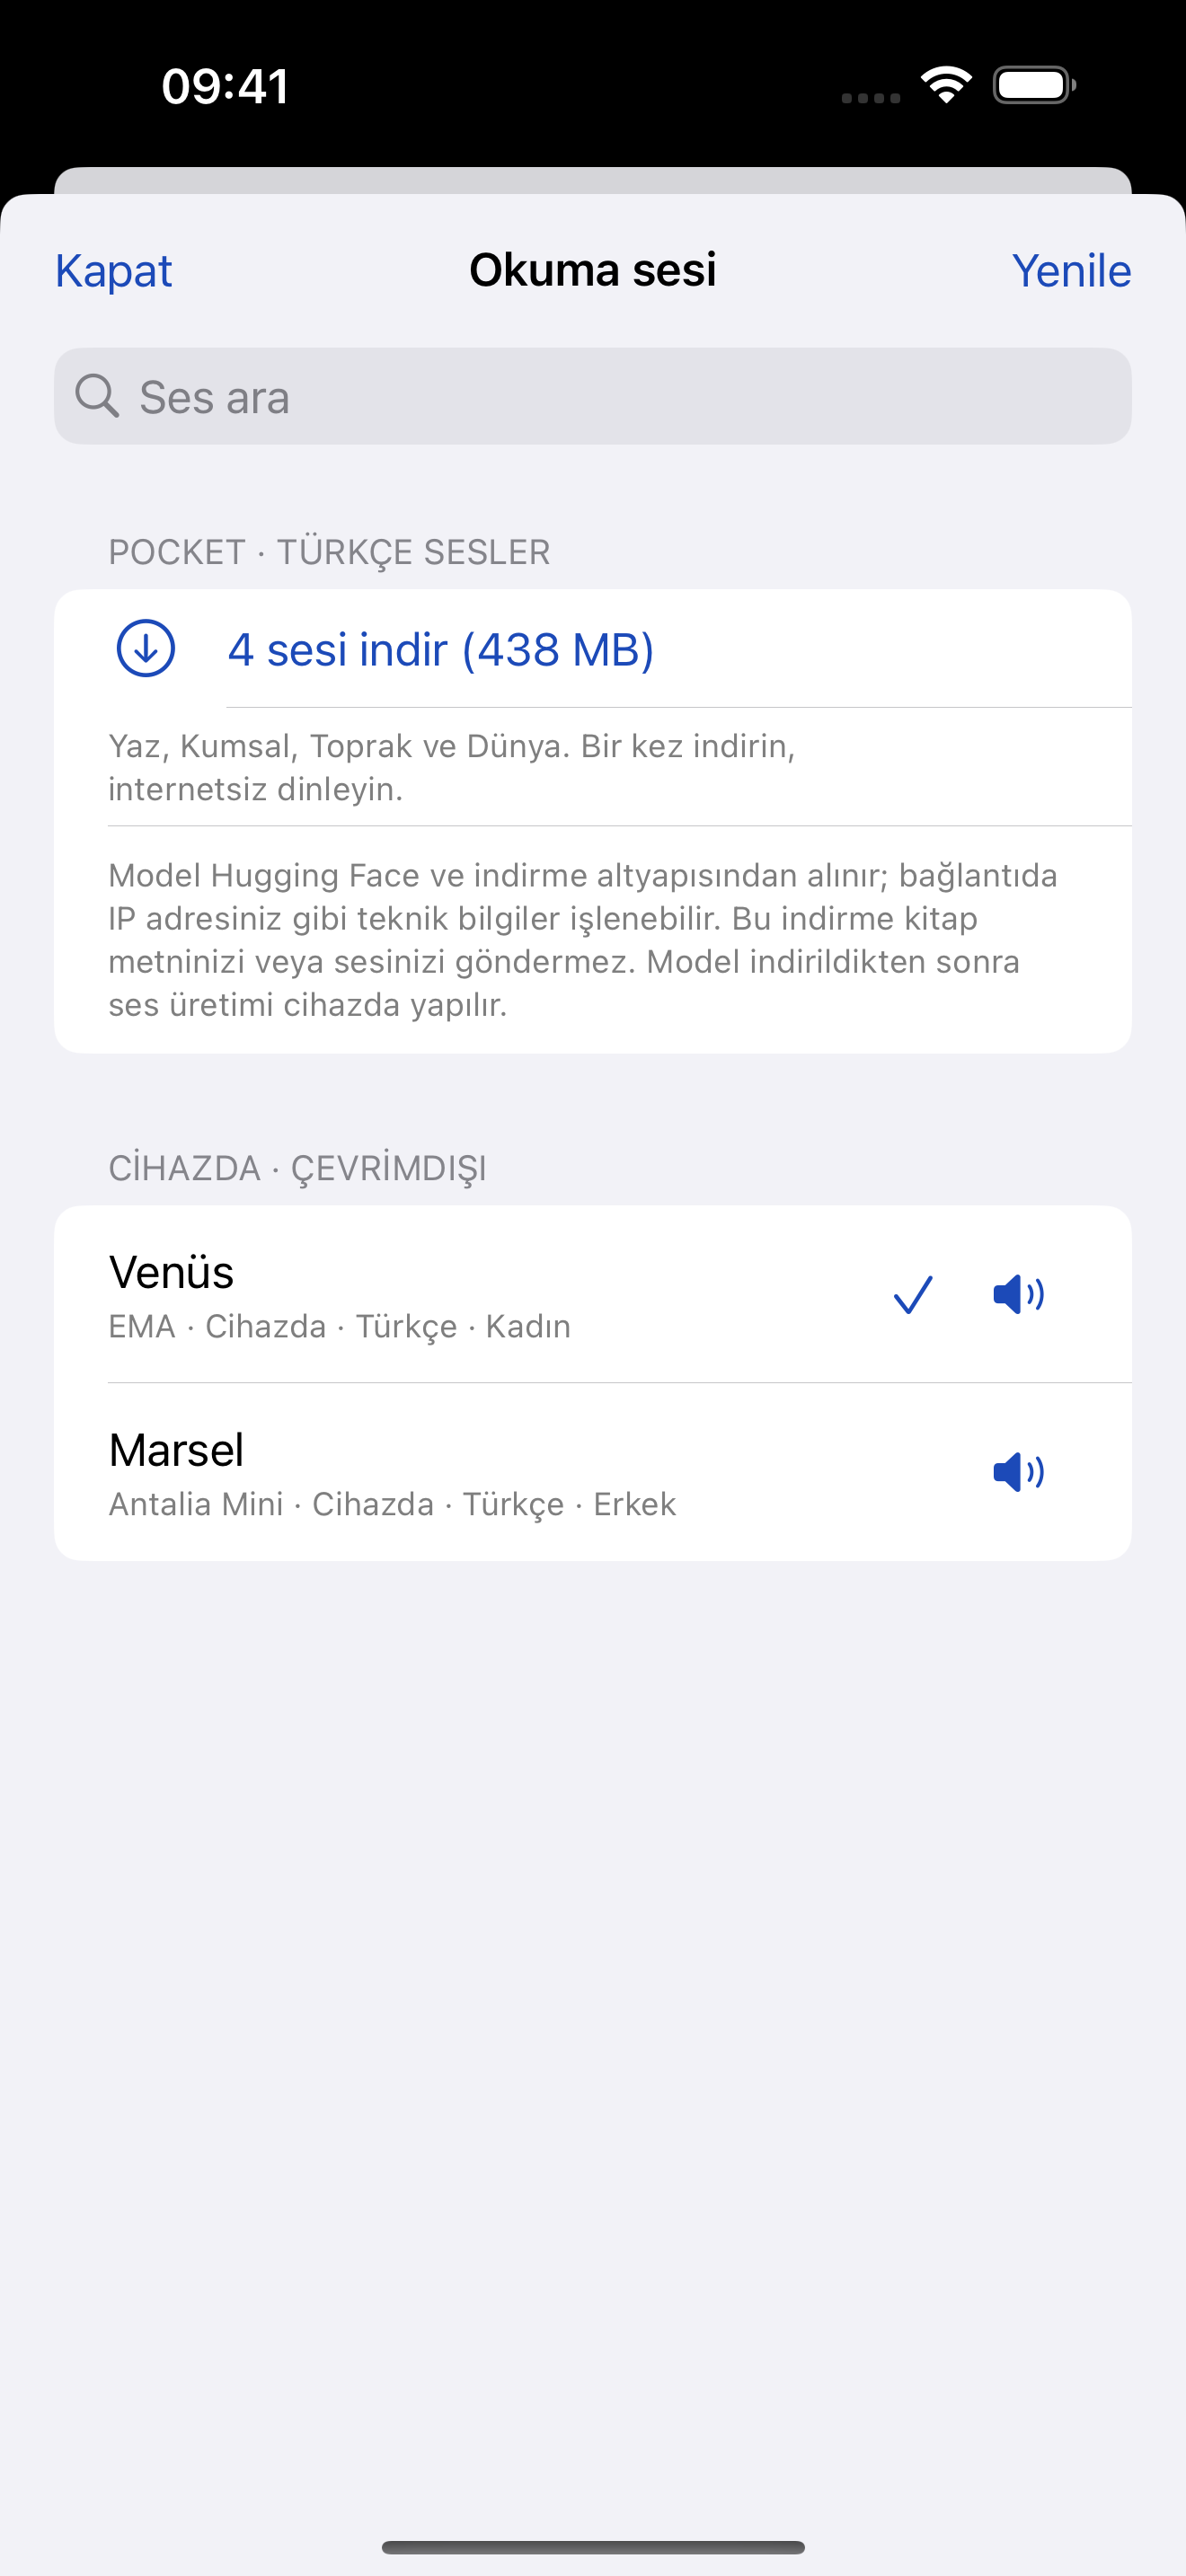 09:41
Kapat
Okuma sesi
Yenile
Ses ara
POCKET · TÜRKÇE SESLER
4 sesi indir (438 MB)
Yaz, Kumsal, Toprak ve Dünya. Bir kez indirin,
internetsiz dinleyin.
Model Hugging Face ve indirme altyapısından alınır; bağlantıda
IP adresiniz gibi teknik bilgiler işlenebilir. Bu indirme kitap
metninizi veya sesinizi göndermez. Model indirildikten sonra
ses üretimi cihazda yapılır.
CİHAZDA · ÇEVRİMDIŞI
Venüs
EMA · Cihazda · Türkçe · Kadın
Marsel
Antalia Mini · Cihazda · Türkçe · Erkek